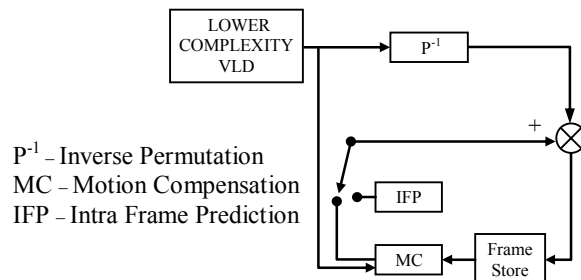 LOWER
COMPLEXITY
VLD
P-1
+
P-1 – Inverse Permutation
MC – Motion Compensation
IFP – Intra Frame Prediction
IFP
MC
Frame
Store